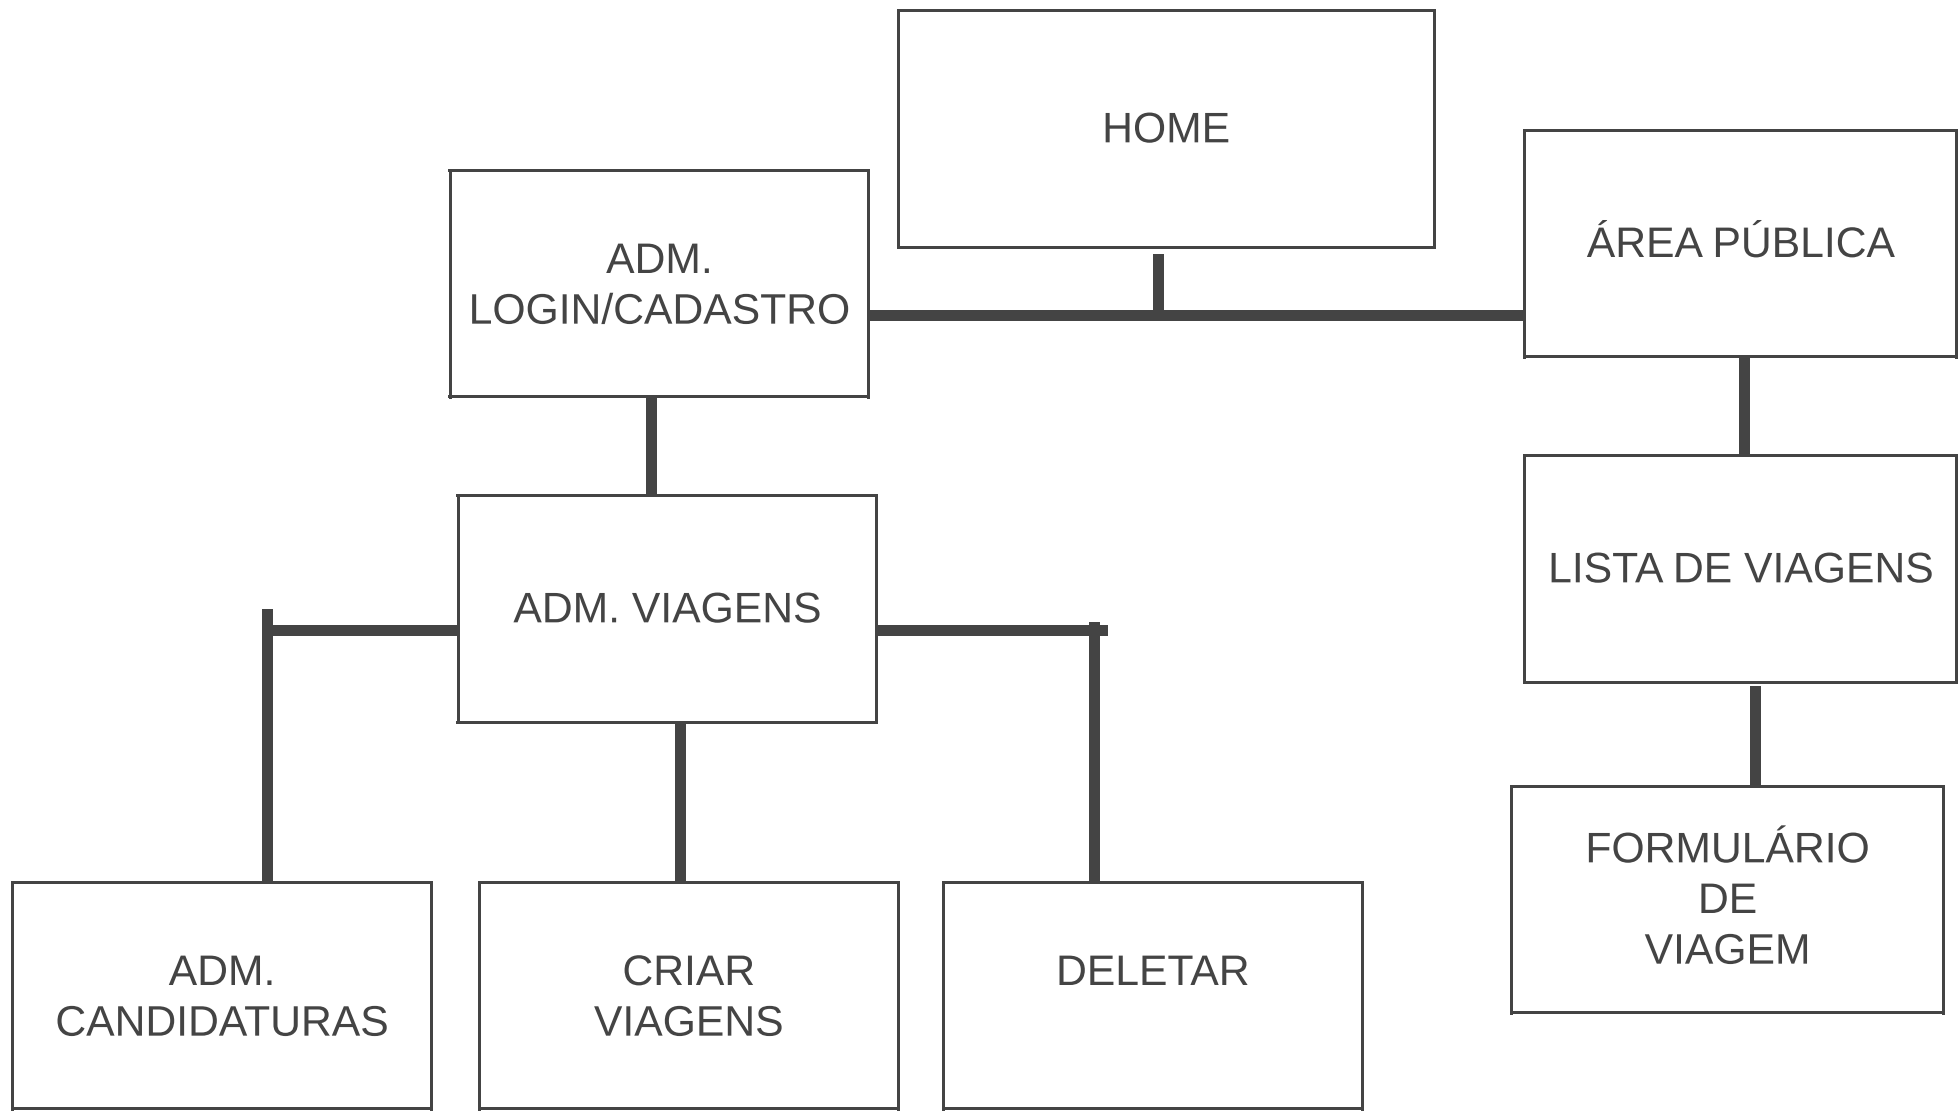 HOME
ADM.
LOGIN/CADASTRO
ÁREA PÚBLICA
ADM. VIAGENS
LISTA DE VIAGENS
ADM.
CANDIDATURAS
CRIAR
VIAGENS
DELETAR
FORMULÁRIO
DE
VIAGEM